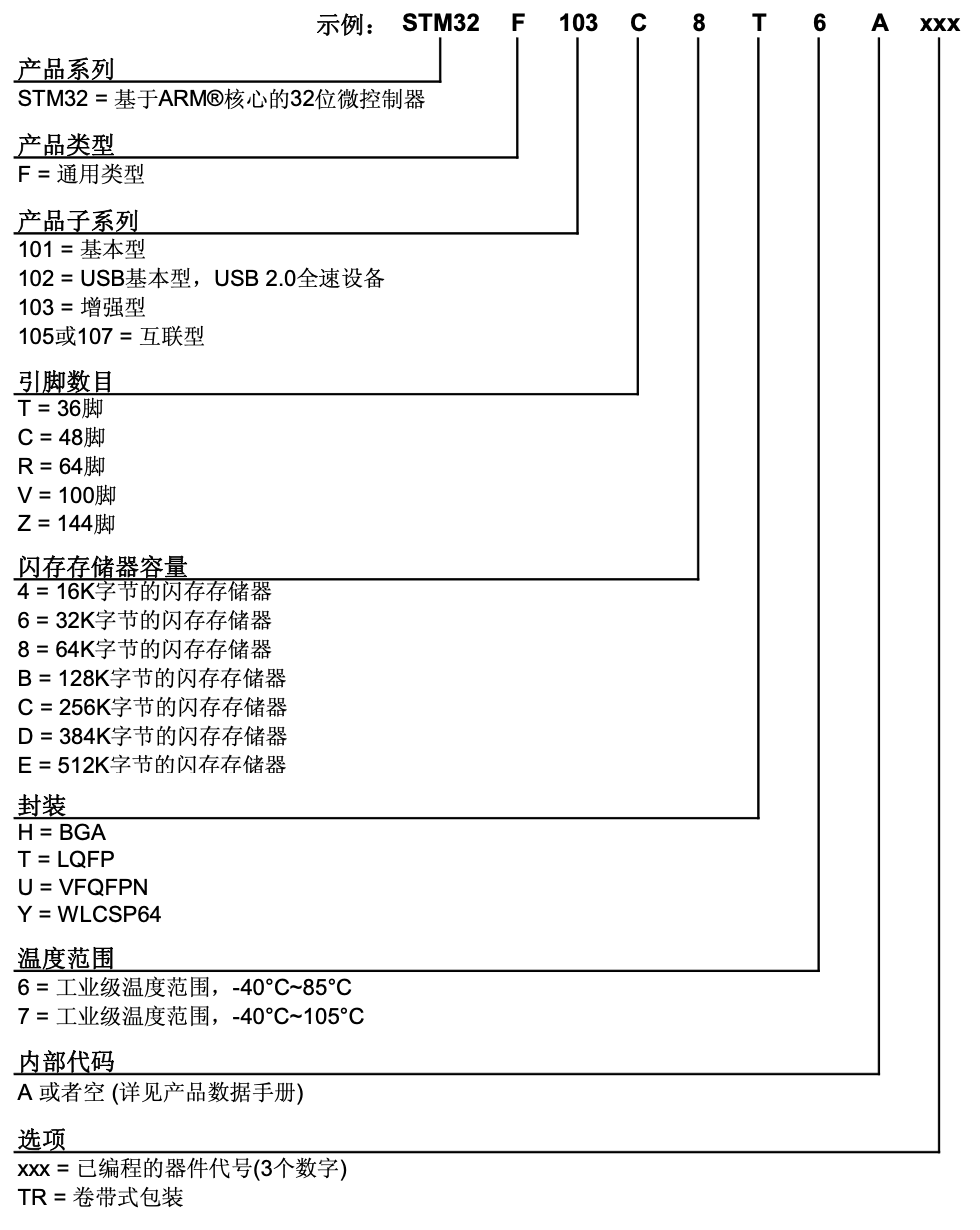 示例： STM32 F 103 C 8 T 6 A xxx
产品系列
STM32 = 基于ARM®核心的32位微控制器
产品类型
F = 通用类型
产品子系列
101 = 基本型
102 = USB基本型，USB 2.0全速设备
103 = 增强型
105或107 = 互联型
引脚数目
T = 36脚
C = 48脚
R = 64脚
V = 100脚
Z = 144脚
闪存存储器容量
4 = 16K字节的闪存存储器
6 = 32K字节的闪存存储器
8 = 64K字节的闪存存储器
B = 128K字节的闪存存储器
C = 256K字节的闪存存储器
D = 384K字节的闪存存储器
E = 512K字节的闪存存储器
封装
H = BGA
T = LQFP
U = VFQFPN
Y = WLCSP64
温度范围
6 = 工业级温度范围，-40°C~85°C
7 = 工业级温度范围，-40°C~105°C
内部代码
A 或者空 (详见产品数据手册)
选项
xxx = 已编程的器件代号(3个数字)
TR = 卷带式包装